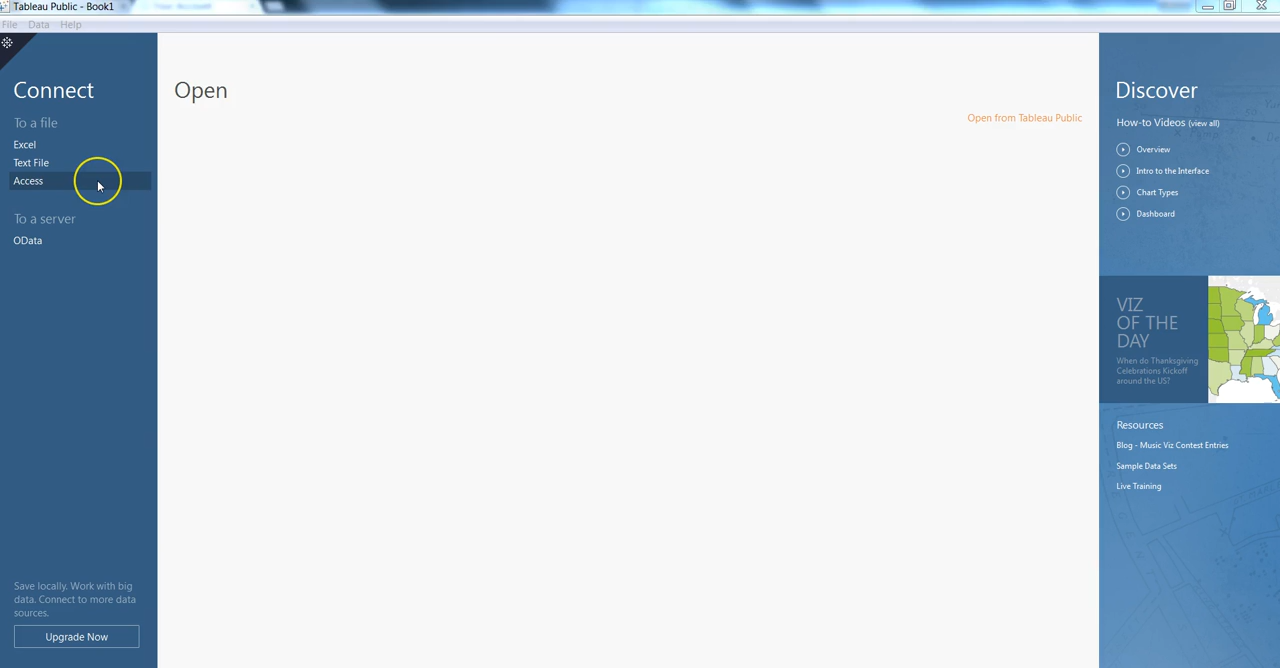 Tableau Public - Book1
File Data Help
Connect
To a file
Excel
Text File
Access
To a server
OData
Save locally. Work with big
data. Connect to more data
sources.
Upgrade Now
Open
Open from Tableau Public
Discover
How-to Videos (view all)
Overview
Intro to the Interface
Chart Types
Dashboard
VIZ
OF THE
DAY
When do Thanksgiving
Celebrations Kickoff
around the US?
Resources
Blog - Music Viz Contest Entries
Sample Data Sets
Live Training